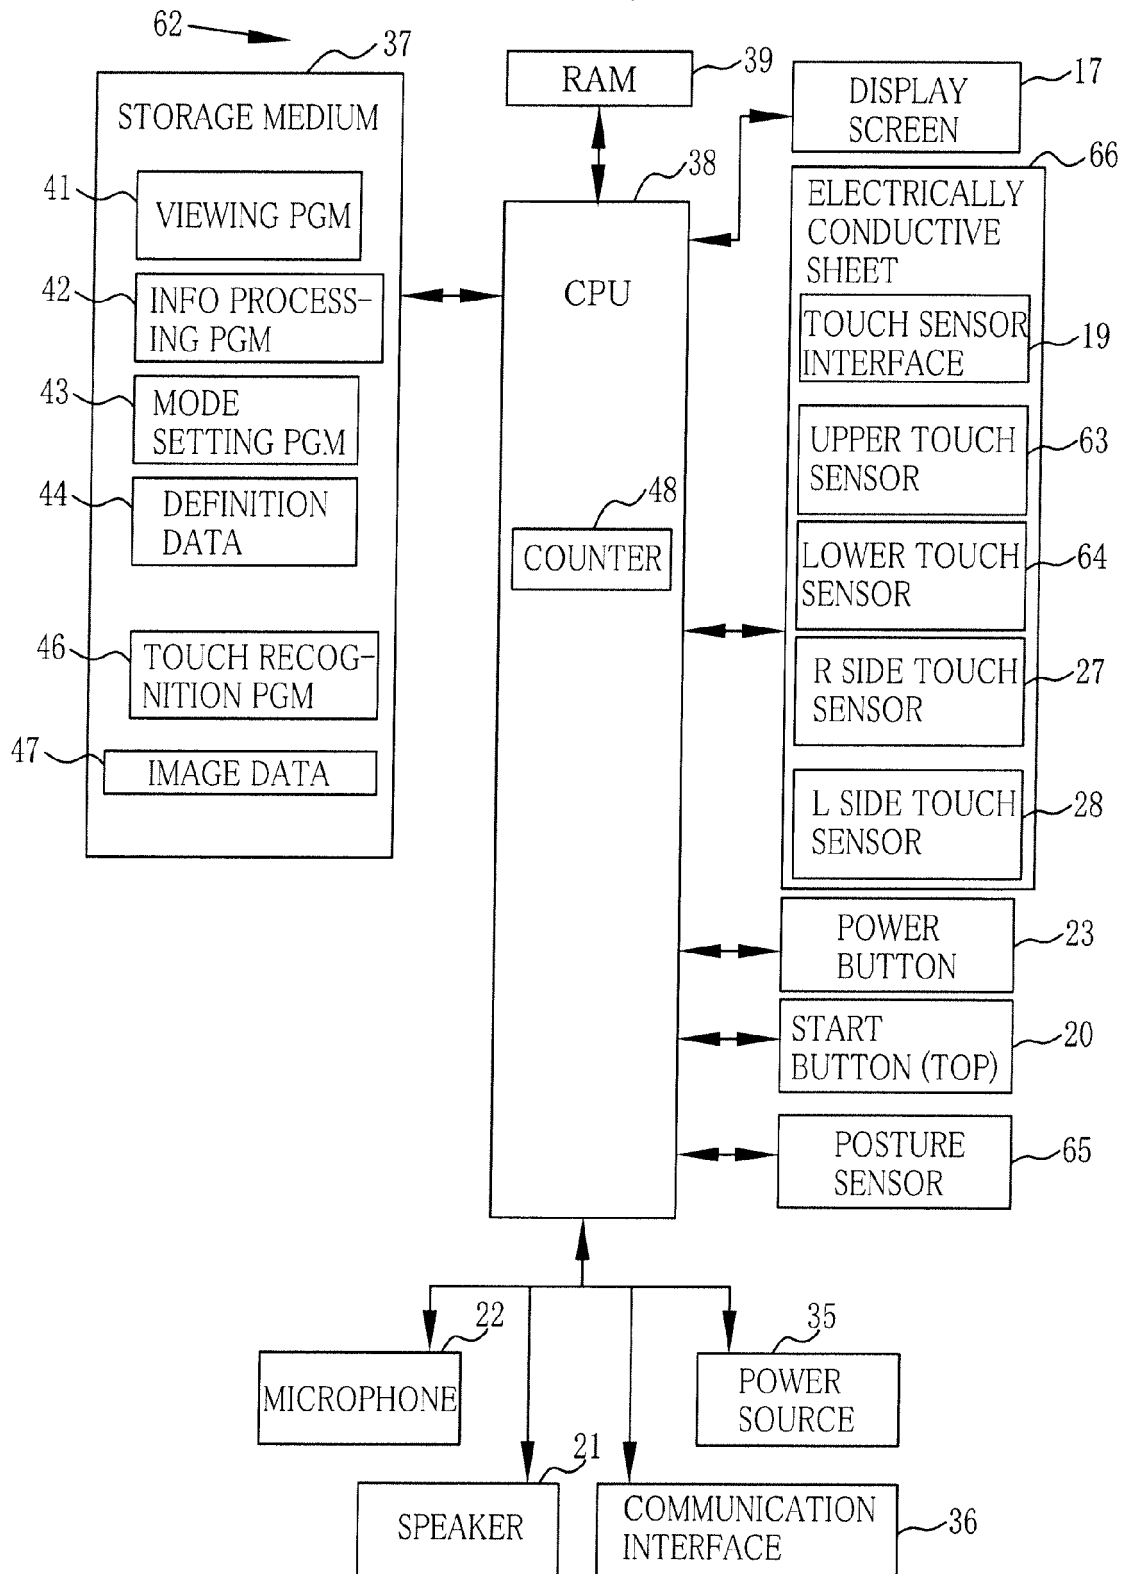 62
37
STORAGE MEDIUM
41
VIEWING PGM
42
INFO PROCESS-
ING PGM
43
MODE
SETTING PGM
44
DEFINITION
DATA
46
TOUCH RECOG-
NITION PGM
47
IMAGE DATA
RAM
39
38
CPU
48
COUNTER
17
DISPLAY
SCREEN
66
ELECTRICALLY
CONDUCTIVE
SHEET
TOUCH SENSOR
INTERFACE
19
UPPER TOUCH
SENSOR
63
LOWER TOUCH
SENSOR
64
R SIDE TOUCH
SENSOR
27
L SIDE TOUCH
SENSOR
28
POWER
BUTTON
23
START
BUTTON (TOP)
20
POSTURE
SENSOR
65
22
MICROPHONE
35
POWER
SOURCE
21
SPEAKER
COMMUNICATION
INTERFACE
36